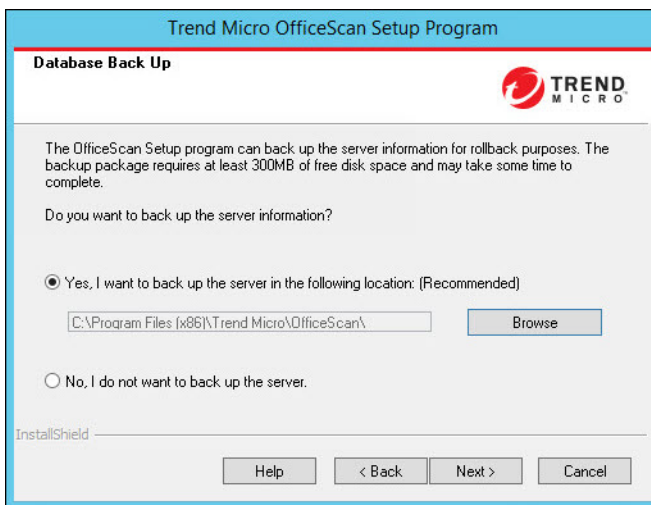 Trend Micro OfficeScan Setup Program
Database Back Up
TREND
MICRO
The OfficeScan Setup program can back up the server information for rollback purposes. The
backup package requires at least 300MB of free disk space and may take some time to
complete.
Do you want to back up the server information?
Yes, I want to back up the server in the following location: (Recommended)
C:\Program Files (x86)\Trend Micro\OfficeScan\
Browse
No, I do not want to back up the server.
InstallShield
Help
< Back
Next >
Cancel